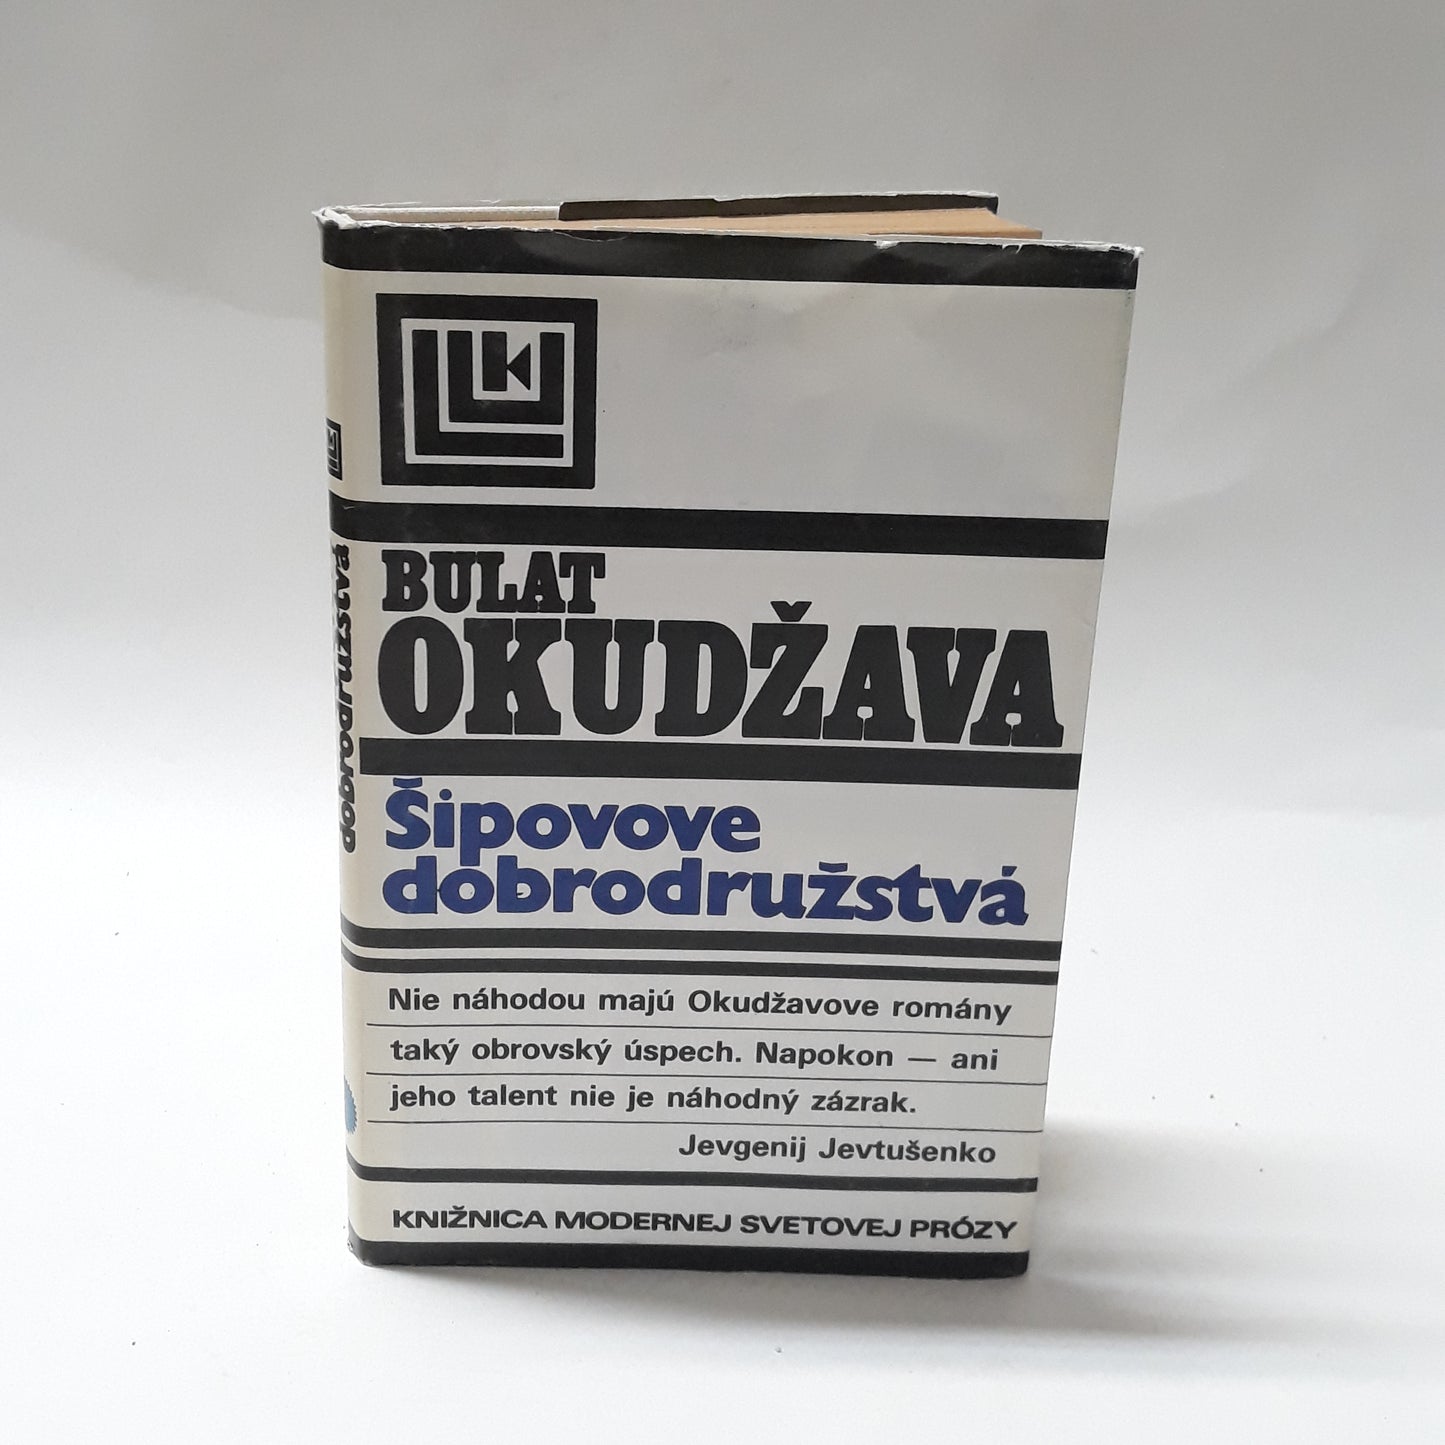 BULAT
OKUDŽAVA
Šipovove
dobrodružstvá
Nie náhodou majú Okudžavove romány
taký obrovský úspech. Napokon — ani
jeho talent nie je náhodný zázrak.
Jevgenij Jevtušenko
KNIŽNICA MODERNEJ SVETOVEJ PRÓZY
dobrodružstvá